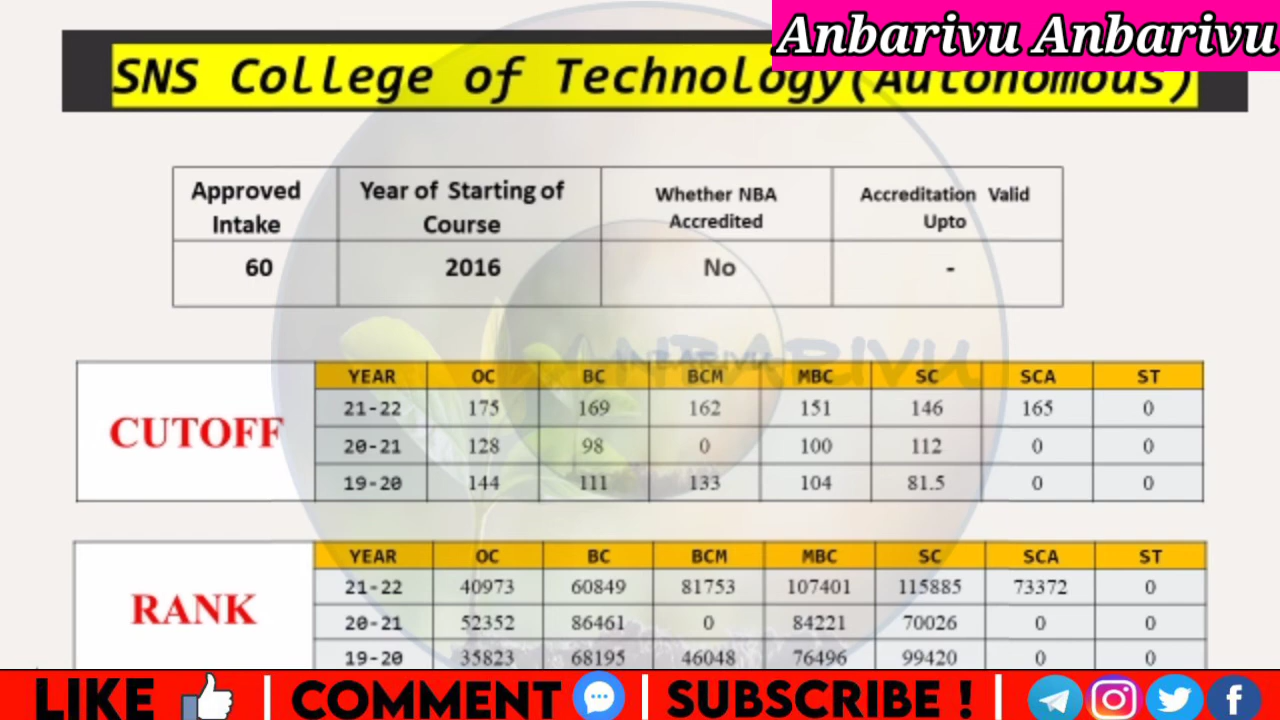 Anbarivu Anbarivu
SNS College of Technology(Autonomous)
Approved Intake Year of Starting of Course Whether NBA Accredited Accreditation Valid Upto
60 2016 No -
ANBARIVU
CUTOFF
YEAR OC BC BCM MBC SC SCA ST
21-22 175 169 162 151 146 165 0
20-21 128 98 0 100 112 0 0
19-20 144 111 133 104 81.5 0 0
RANK
YEAR OC BC BCM MBC SC SCA ST
21-22 40973 60849 81753 107401 115885 73372 0
20-21 52352 86461 0 84221 70026 0 0
19-20 35823 68195 46048 76496 99420 0 0
LIKE | COMMENT | SUBSCRIBE ! |